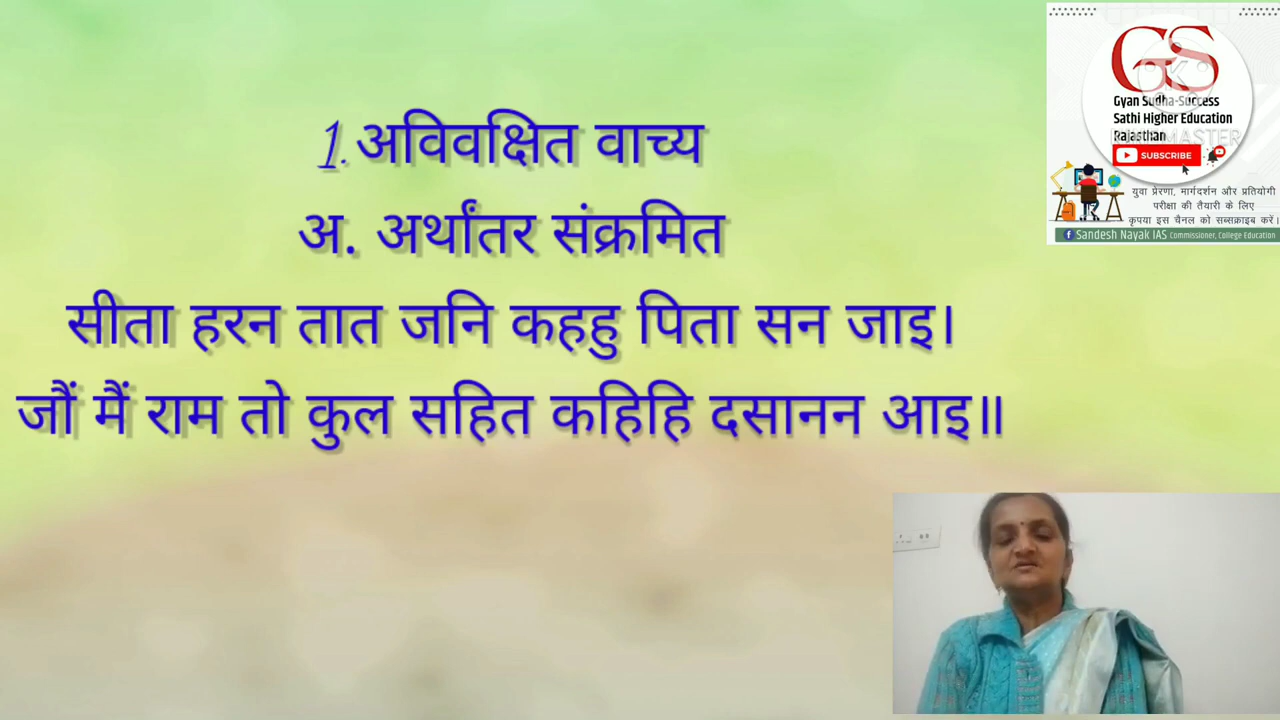 1.अविवक्षित वाच्य
अ. अर्थांतर संक्रमित
सीता हरन तात जनि कहहु पिता सन जाइ।
जौं मैं राम तो कुल सहित कहिहि दसानन आइ॥
GS
Gyan Sudha-Success
Sathi Higher Education
Rajasthan
SUBSCRIBE
युवा प्रेरणा, मार्गदर्शन और प्रतियोगी
परीक्षा की तैयारी के लिए
कृपया इस चैनल को सब्सक्राइब करें।
Sandesh Nayak IAS Commissioner, College Education